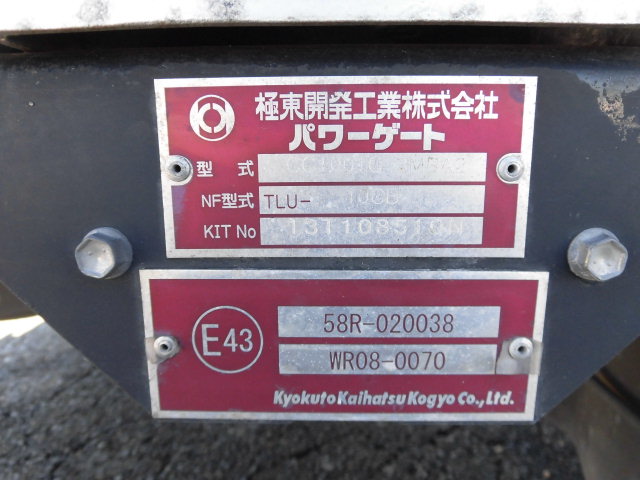 極東開発工業株式会社
パワーゲート
型式
NF型式 TLU-
KIT No
E43
58R-020038
WR08-0070
Kyokuto Kaihatsu Kogyo Co., Ltd.